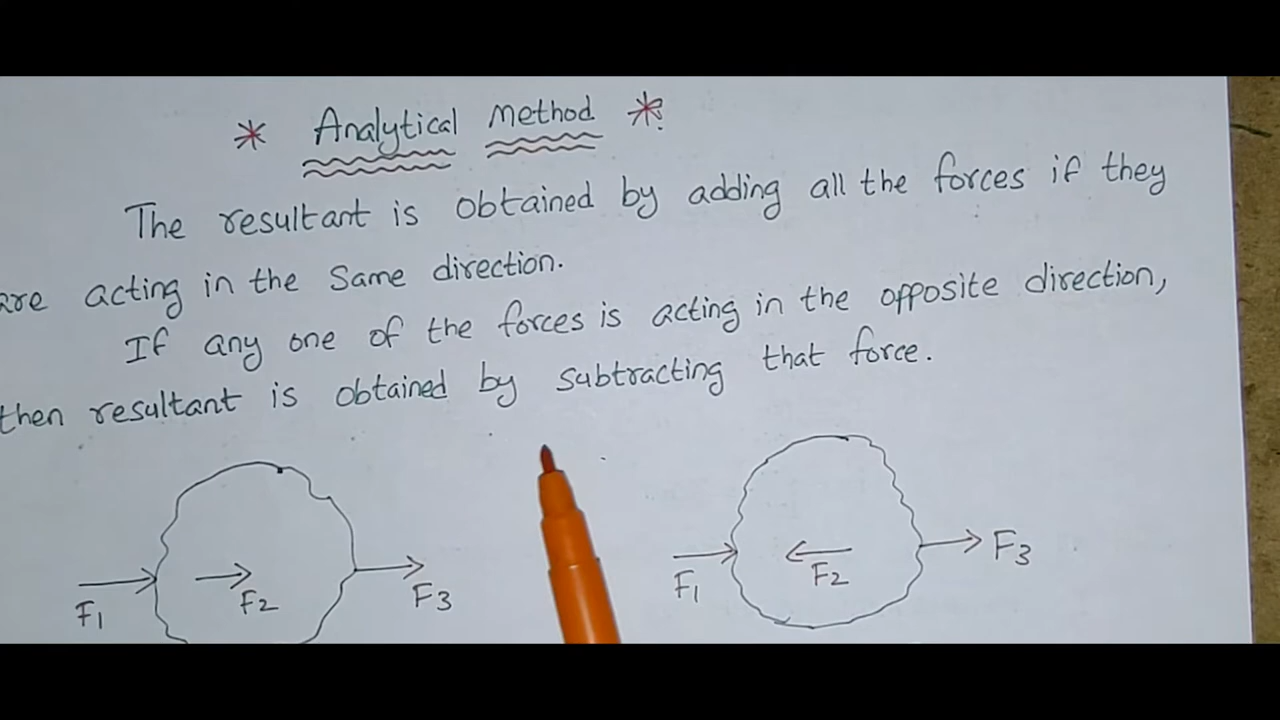 * Analytical Method *:
The resultant is obtained by adding all the forces if they
are acting in the Same direction.
If any one of the forces is acting in the opposite direction,
then resultant is obtained by subtracting that force.
F1 F2 F3
F1 F2 F3